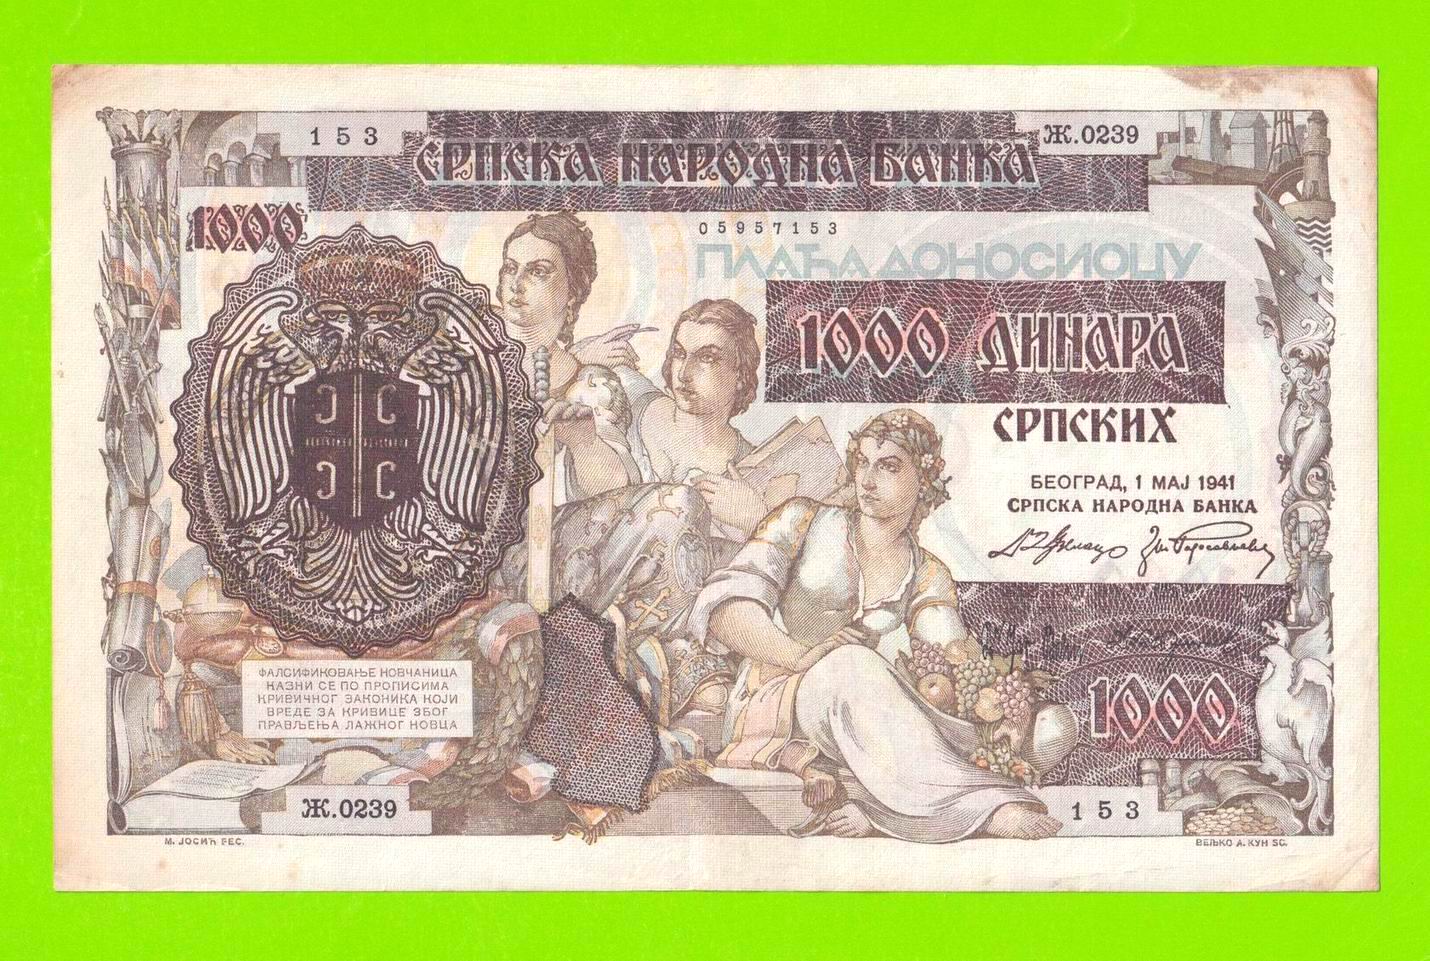 153
Ж.0239
СРПСКА НАРОДНА БАНКА
1000
05957153
ПЛАЋА ДОНОСИОЦУ
1000 ДИНАРА
СРПСКИХ
БЕОГРАД, 1 МАЈ 1941
СРПСКА НАРОДНА БАНКА
С С
С С
ФАЛСИФИКОВАЊЕ НОВЧАНИЦА
КАЗНИ СЕ ПО ПРОПИСИМА
КРИВИЧНОГ ЗАКОНИКА КОЈИ
ВРЕДЕ ЗА КРИВИЦЕ ЗБОГ
ПРАВЉЕЊА ЛАЖНОГ НОВЦА
1000
Ж.0239
153
М. ЈОСИЋ FEC.
ВЕЉКО А. КУН SC.